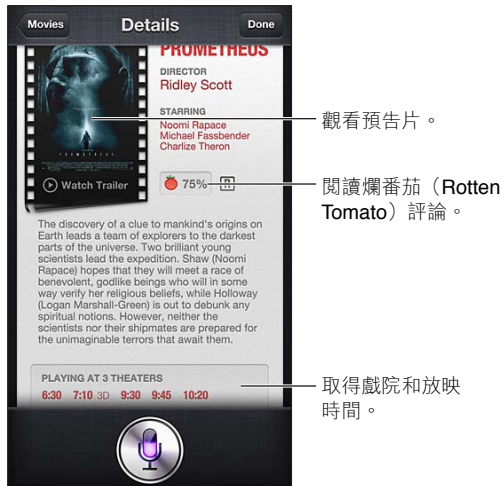 Movies
Details
Done
PROMETHEUS
DIRECTOR
Ridley Scott
STARRING
Noomi Rapace
Michael Fassbender
Charlize Theron
PROMETHEUS
Watch Trailer
75%
R
The discovery of a clue to mankind's origins on
Earth leads a team of explorers to the darkest
parts of the universe. Two brilliant young
scientists lead the expedition. Shaw (Noomi
Rapace) hopes that they will meet a race of
benevolent, godlike beings who will in some
way verify her religious beliefs, while Holloway
(Logan Marshall-Green) is out to debunk any
spiritual notions. However, neither the
scientists nor their shipmates are prepared for
the unimaginable terrors that await them.
PLAYING AT 3 THEATERS
6:30 7:10 3D 9:30 9:45 10:20
觀看預告片。
閱讀爛番茄（Rotten
Tomato）評論。
取得戲院和放映
時間。